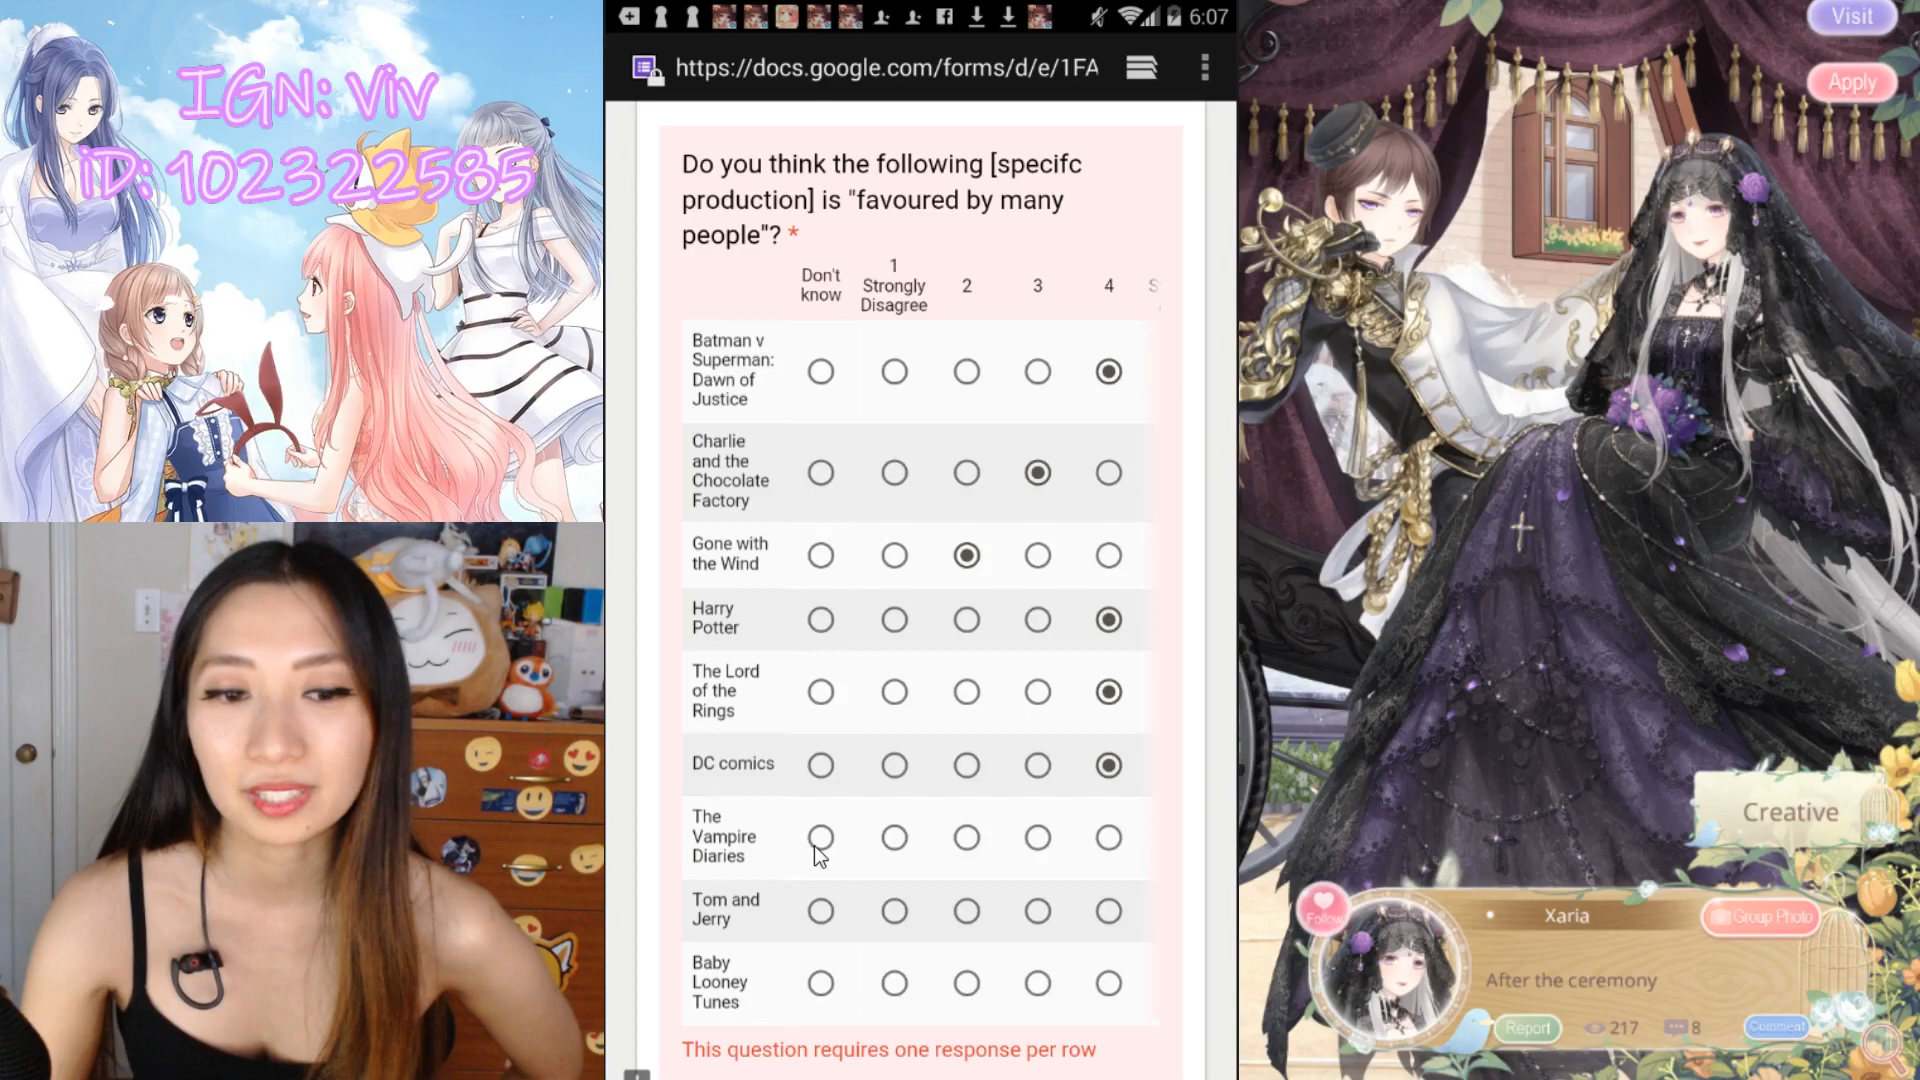 IGN: Viv
iD: 102322585
6:07
https://docs.google.com/forms/d/e/1FA
Do you think the following [specifc
production] is "favoured by many
people"? *
Don't
know
1
Strongly
Disagree
2
3
4
S
Batman v
Superman:
Dawn of
Justice
Charlie
and the
Chocolate
Factory
Gone with
the Wind
Harry
Potter
The Lord
of the
Rings
DC comics
The
Vampire
Diaries
Tom and
Jerry
Baby
Looney
Tunes
This question requires one response per row
Visit
Apply
Creative
Follow
Xaria
Group Photo
After the ceremony
Report
217
8
Comment